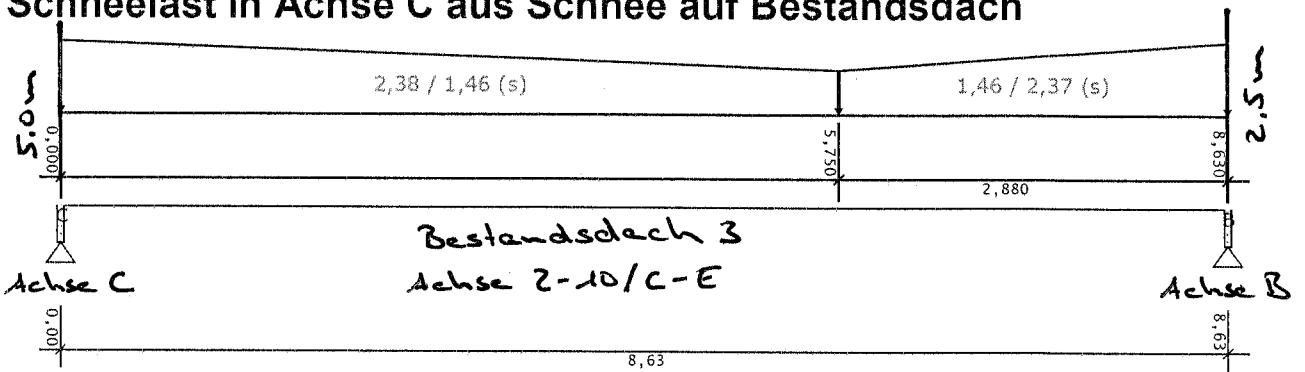 Schneelast in Achse C aus Schnee auf Bestandsdach
5.0m
2,38 / 1,46 (s)
1,46 / 2,37 (s)
2.5m
0,000
5,750
8,630
2,880
Bestandsdach 3
Achse C
Achse 2-10/C-E
Achse B
0,00
8,63
8,63